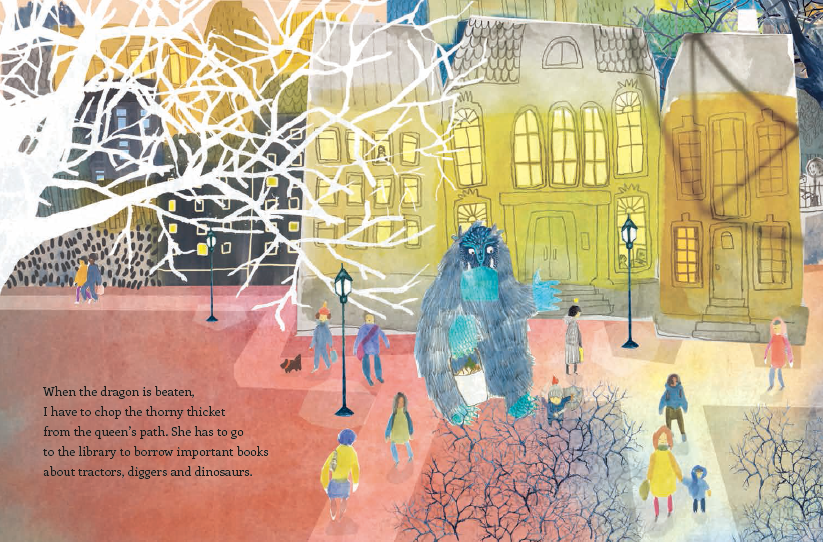 When the dragon is beaten,
I have to chop the thorny thicket
from the queen's path. She has to go
to the library to borrow important books
about tractors, diggers and dinosaurs.